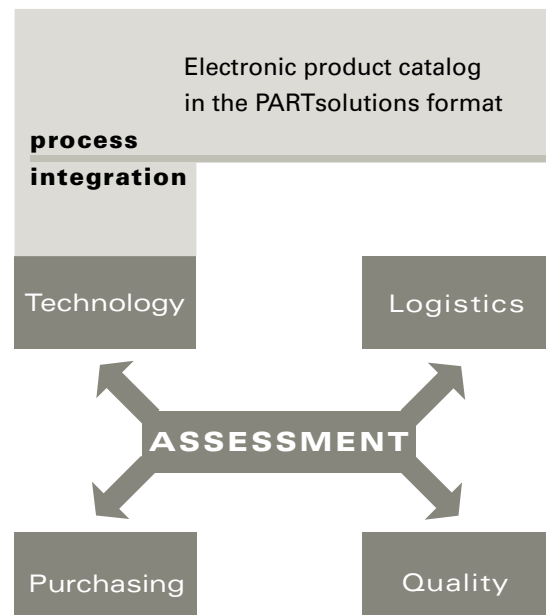 Electronic product catalog
in the PARTsolutions format
process
integration
Technology
Logistics
ASSESSMENT
Purchasing
Quality